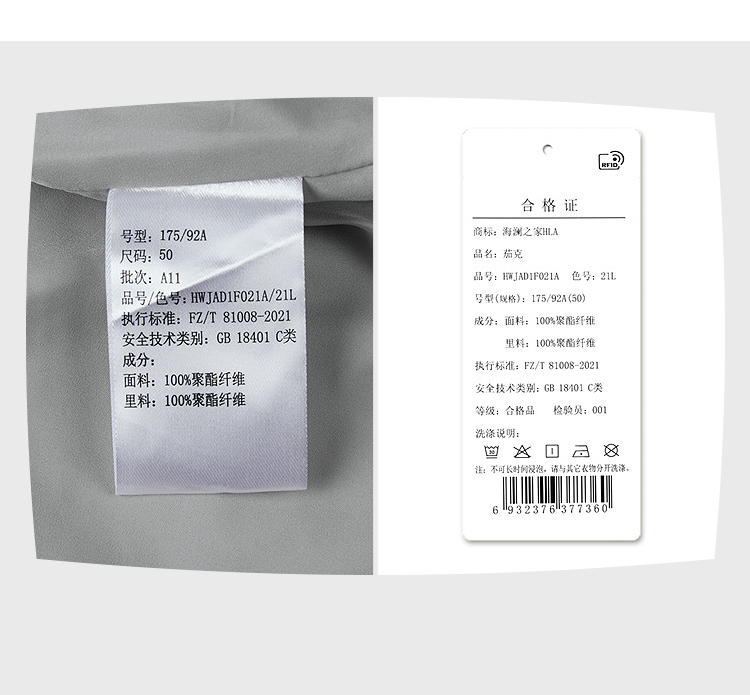 号型：175/92A
尺码：50
批次：A11
品号/色号：HWJAD1F021A/21L
执行标准：FZ/T 81008-2021
安全技术类别：GB 18401 C类
成分：
面料：100%聚酯纤维
里料：100%聚酯纤维
RFID
合格证
商标：海澜之家HLA
品名：茄克
品号：HWJAD1F021A 色号：21L
号型(规格)：175/92A(50)
成分：面料：100%聚酯纤维
里料：100%聚酯纤维
执行标准：FZ/T 81008-2021
安全技术类别：GB 18401 C类
等级：合格品 检验员：001
洗涤说明：
30
注：不可长时间浸泡，请与其它衣物分开洗涤。
6 932376 377360